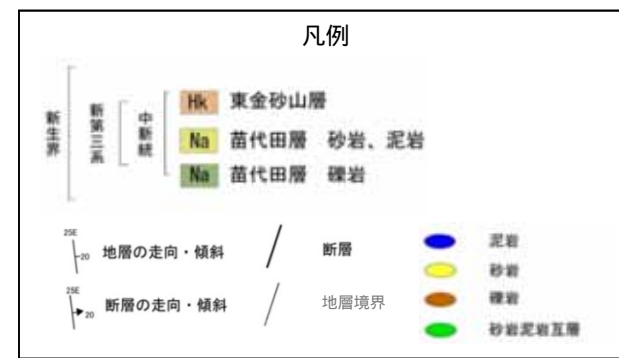 凡例
新生界
新第三系
中新統
Hk 東金砂山層
Na 苗代田層 砂岩、泥岩
Na 苗代田層 礫岩
25E
20
地層の走向・傾斜
断層
25E
20
断層の走向・傾斜
地層境界
泥岩
砂岩
礫岩
砂岩泥岩互層